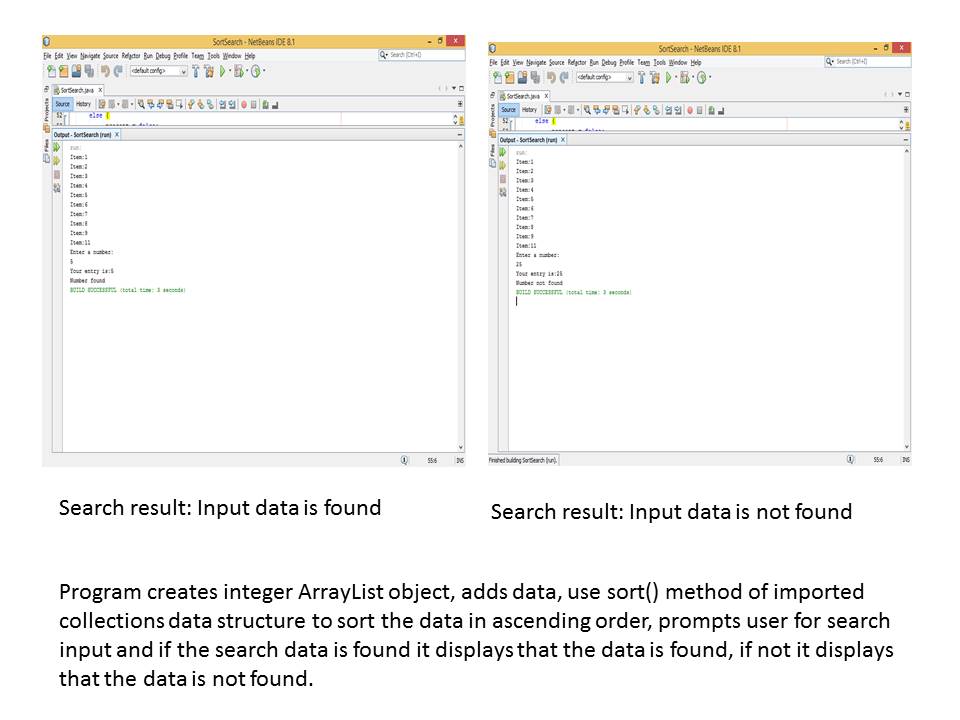 SortSearch - NetBeans IDE 8.1
File Edit View Navigate Source Refactor Run Debug Profile Team Tools Window Help
Search (Ctrl+I)
<default config>
SortSearch.java
Source History
Projects
Files
52 else {
Output - SortSearch (run)
run:
Item:1
Item:2
Item:3
Item:4
Item:5
Item:6
Item:7
Item:8
Item:9
Item:11
Enter a number:
5
Your entry is:5
Number found
BUILD SUCCESSFUL (total time: 3 seconds)
55:6 INS
SortSearch - NetBeans IDE 8.1
File Edit View Navigate Source Refactor Run Debug Profile Team Tools Window Help
Search (Ctrl+I)
<default config>
SortSearch.java
Source History
Projects
Files
52 else {
Output - SortSearch (run)
run:
Item:1
Item:2
Item:3
Item:4
Item:5
Item:6
Item:7
Item:8
Item:9
Item:11
Enter a number:
25
Your entry is:25
Number not found
BUILD SUCCESSFUL (total time: 3 seconds)
Finished building SortSearch (run).
55:6 INS
Search result: Input data is found
Search result: Input data is not found
Program creates integer ArrayList object, adds data, use sort() method of imported
collections data structure to sort the data in ascending order, prompts user for search
input and if the search data is found it displays that the data is found, if not it displays
that the data is not found.